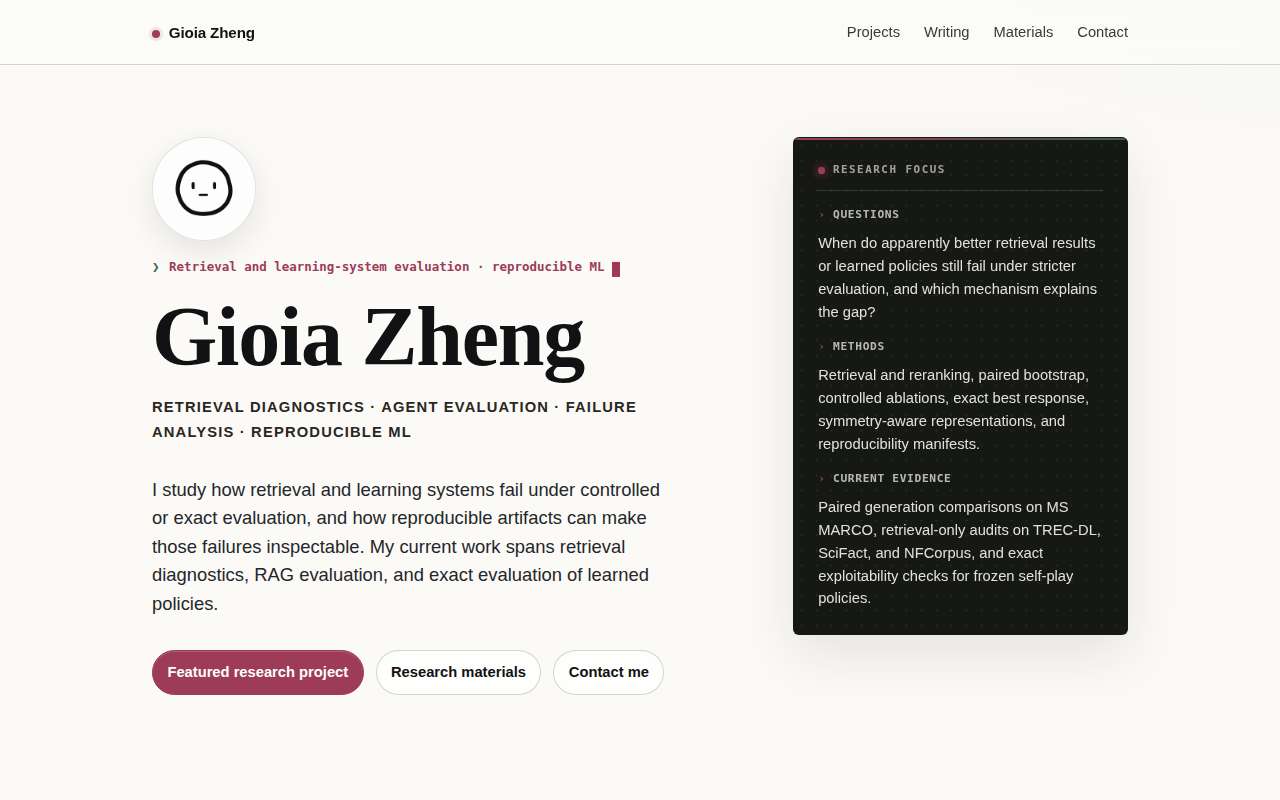 Gioia Zheng
Projects
Writing
Materials
Contact
❯ Retrieval and learning-system evaluation · reproducible ML
Gioia Zheng
RETRIEVAL DIAGNOSTICS · AGENT EVALUATION · FAILURE
ANALYSIS · REPRODUCIBLE ML
I study how retrieval and learning systems fail under controlled
or exact evaluation, and how reproducible artifacts can make
those failures inspectable. My current work spans retrieval
diagnostics, RAG evaluation, and exact evaluation of learned
policies.
Featured research project
Research materials
Contact me
RESEARCH FOCUS
› QUESTIONS
When do apparently better retrieval results
or learned policies still fail under stricter
evaluation, and which mechanism explains
the gap?
› METHODS
Retrieval and reranking, paired bootstrap,
controlled ablations, exact best response,
symmetry-aware representations, and
reproducibility manifests.
› CURRENT EVIDENCE
Paired generation comparisons on MS
MARCO, retrieval-only audits on TREC-DL,
SciFact, and NFCorpus, and exact
exploitability checks for frozen self-play
policies.